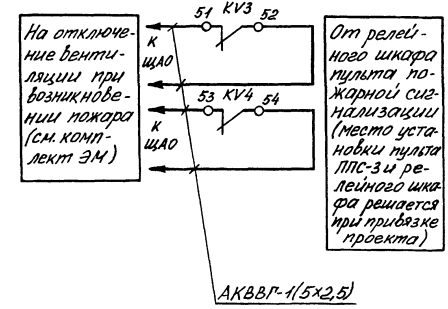 На отключе-
ние венти-
ляции при
возникнове-
нии пожара
(см. комп-
лект ЭМ)
51 KV3 52
К
ЩАО
53 KV4 54
К
ЩАО
От релей-
ного шкафа
пульта по-
жарной сиг-
нализации
(место уста-
новки пульта
ППС-3 и ре-
лейного шка-
фа решается
при привязке
проекта)
АКВВГ-1(5×2,5)